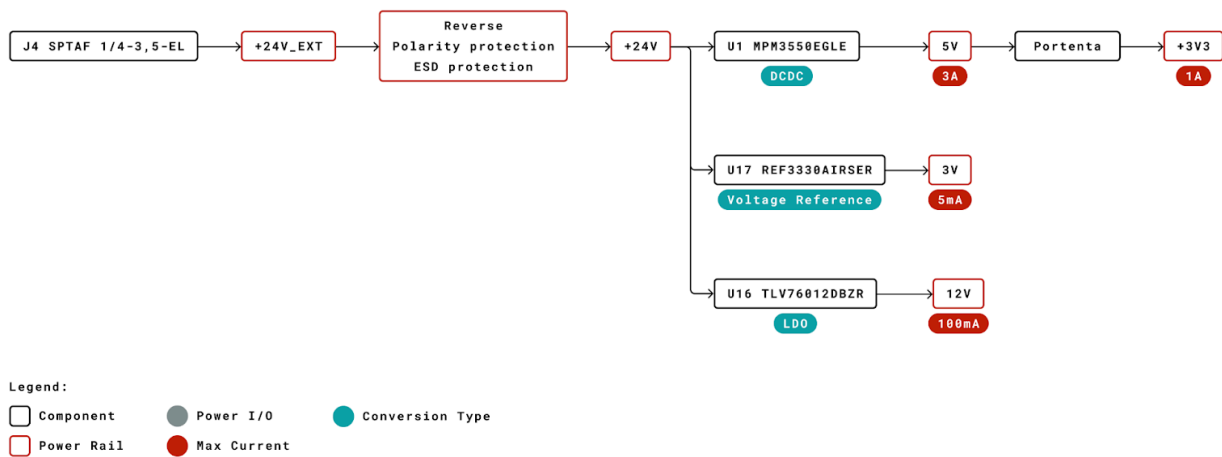 J4 SPTAF 1/4-3,5-EL
+24V_EXT
Reverse
Polarity protection
ESD protection
+24V
U1 MPM3550EGLE
DCDC
5V
3A
Portenta
+3V3
1A
U17 REF3330AIRSER
Voltage Reference
3V
5mA
U16 TLV76012DBZR
LDO
12V
100mA
Legend:
Component
Power I/O
Conversion Type
Power Rail
Max Current